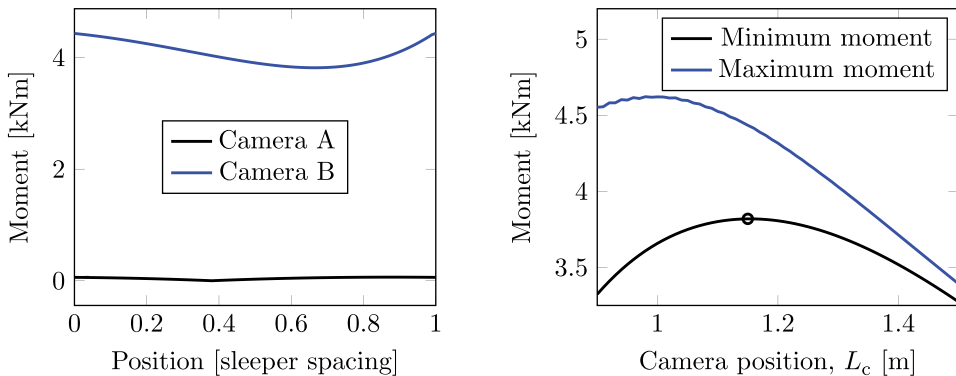 4
2
0
Moment [kNm]
Camera A
Camera B
0
0.2
0.4
0.6
0.8
1
Position [sleeper spacing]
5
4.5
4
3.5
Moment [kNm]
Minimum moment
Maximum moment
1
1.2
1.4
Camera position, L_c [m]